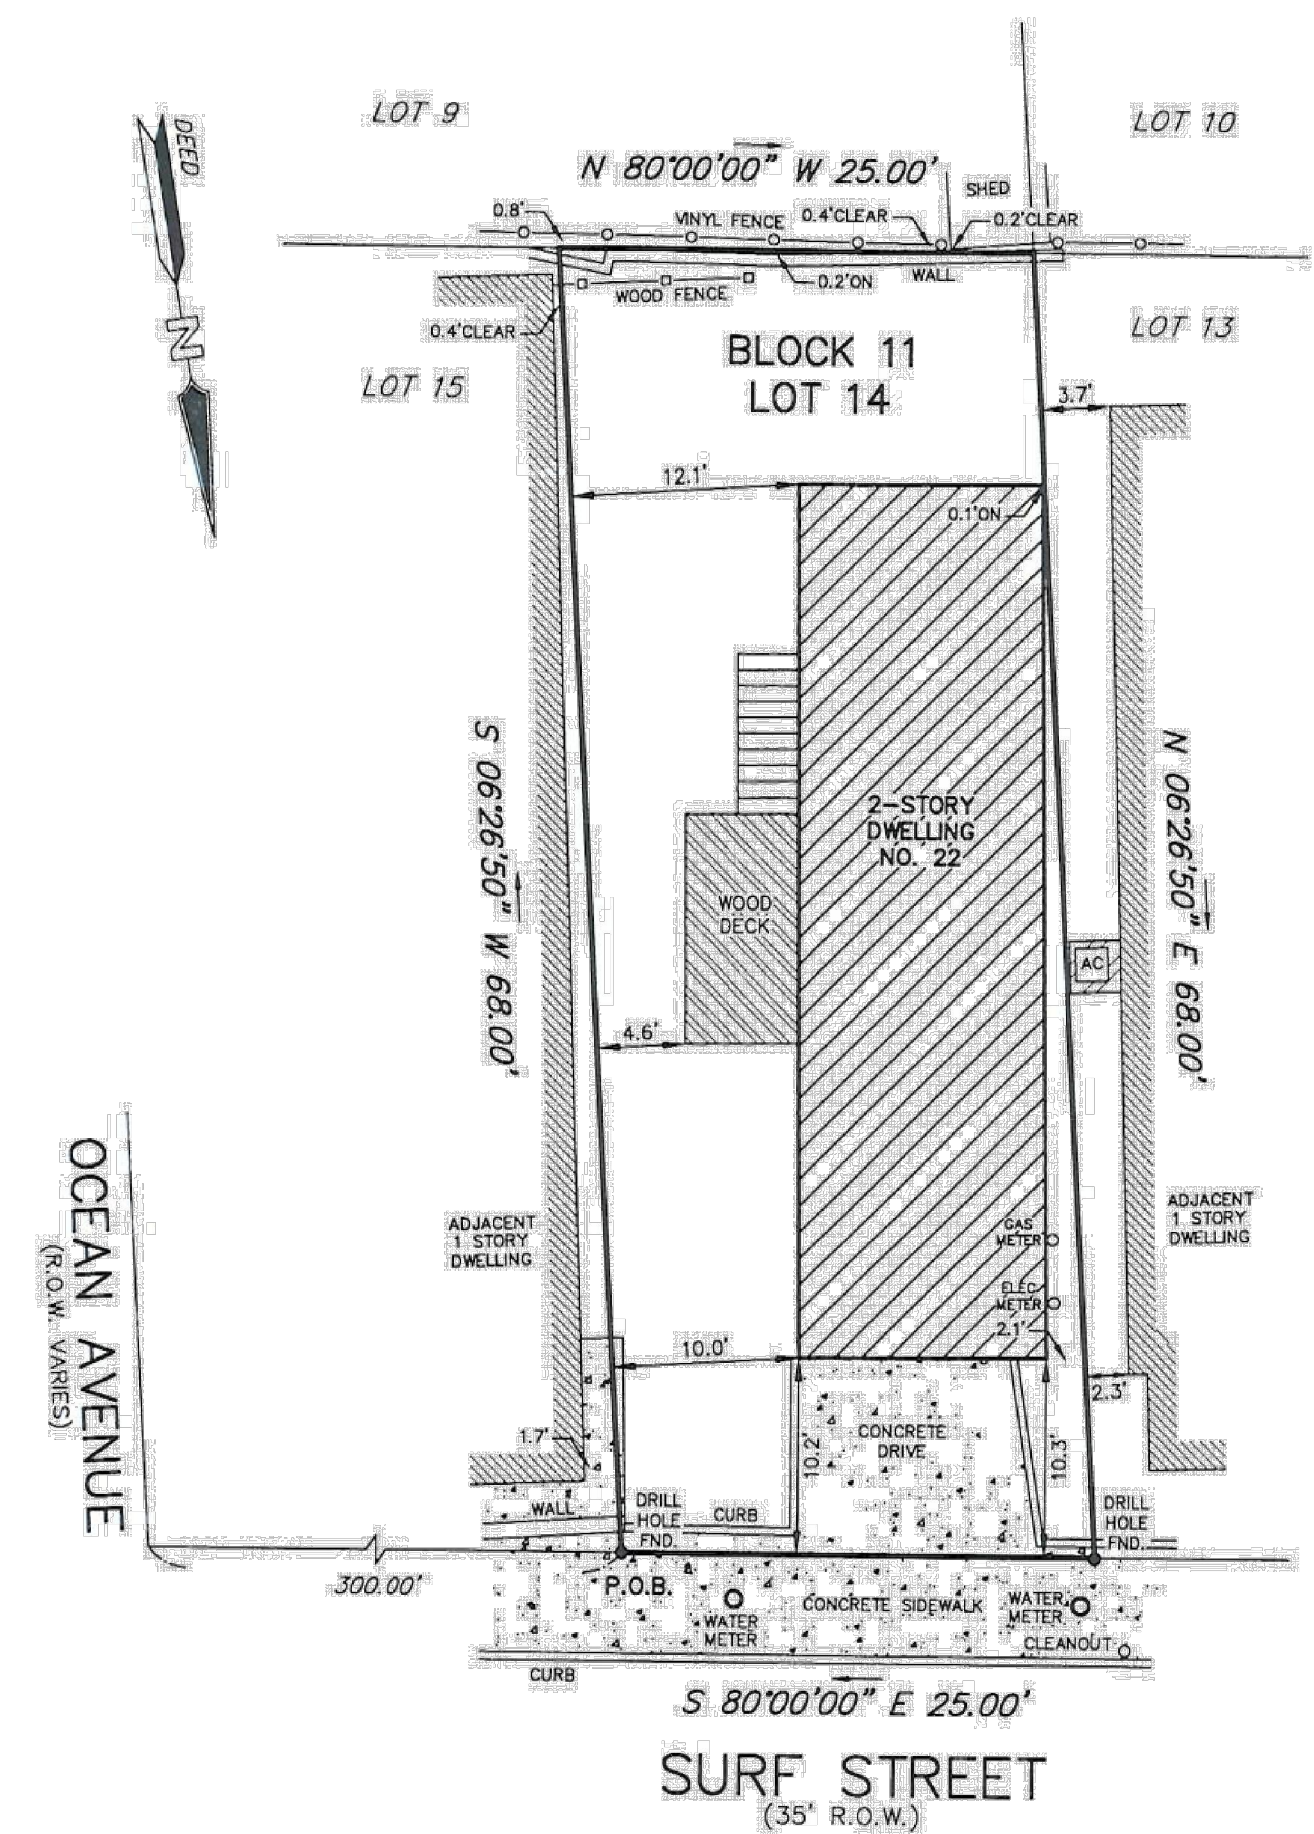 LOT 9
LOT 10
DEED
N
N 80°00'00" W 25.00'
SHED
0.8'
VINYL FENCE
0.4'CLEAR
0.2'CLEAR
0.2'ON
WALL
WOOD FENCE
0.4'CLEAR
LOT 13
BLOCK 11
LOT 14
LOT 15
3.7'
12.1'
0.1'ON
S 06°26'50" W 68.00'
N 06°26'50" E 68.00'
2-STORY
DWELLING
NO. 22
WOOD
DECK
AC
4.6'
OCEAN AVENUE
(R.O.W. VARIES)
ADJACENT
1 STORY
DWELLING
GAS
METER
ADJACENT
1 STORY
DWELLING
ELEC
METER
2.1'
10.0'
2.3'
1.7'
10.2'
CONCRETE
DRIVE
10.3'
WALL
DRILL
HOLE
FND.
CURB
DRILL
HOLE
FND.
300.00'
P.O.B.
WATER
METER
CONCRETE SIDEWALK
WATER
METER
CLEANOUT
CURB
S 80°00'00" E 25.00'
SURF STREET
(35' R.O.W.)